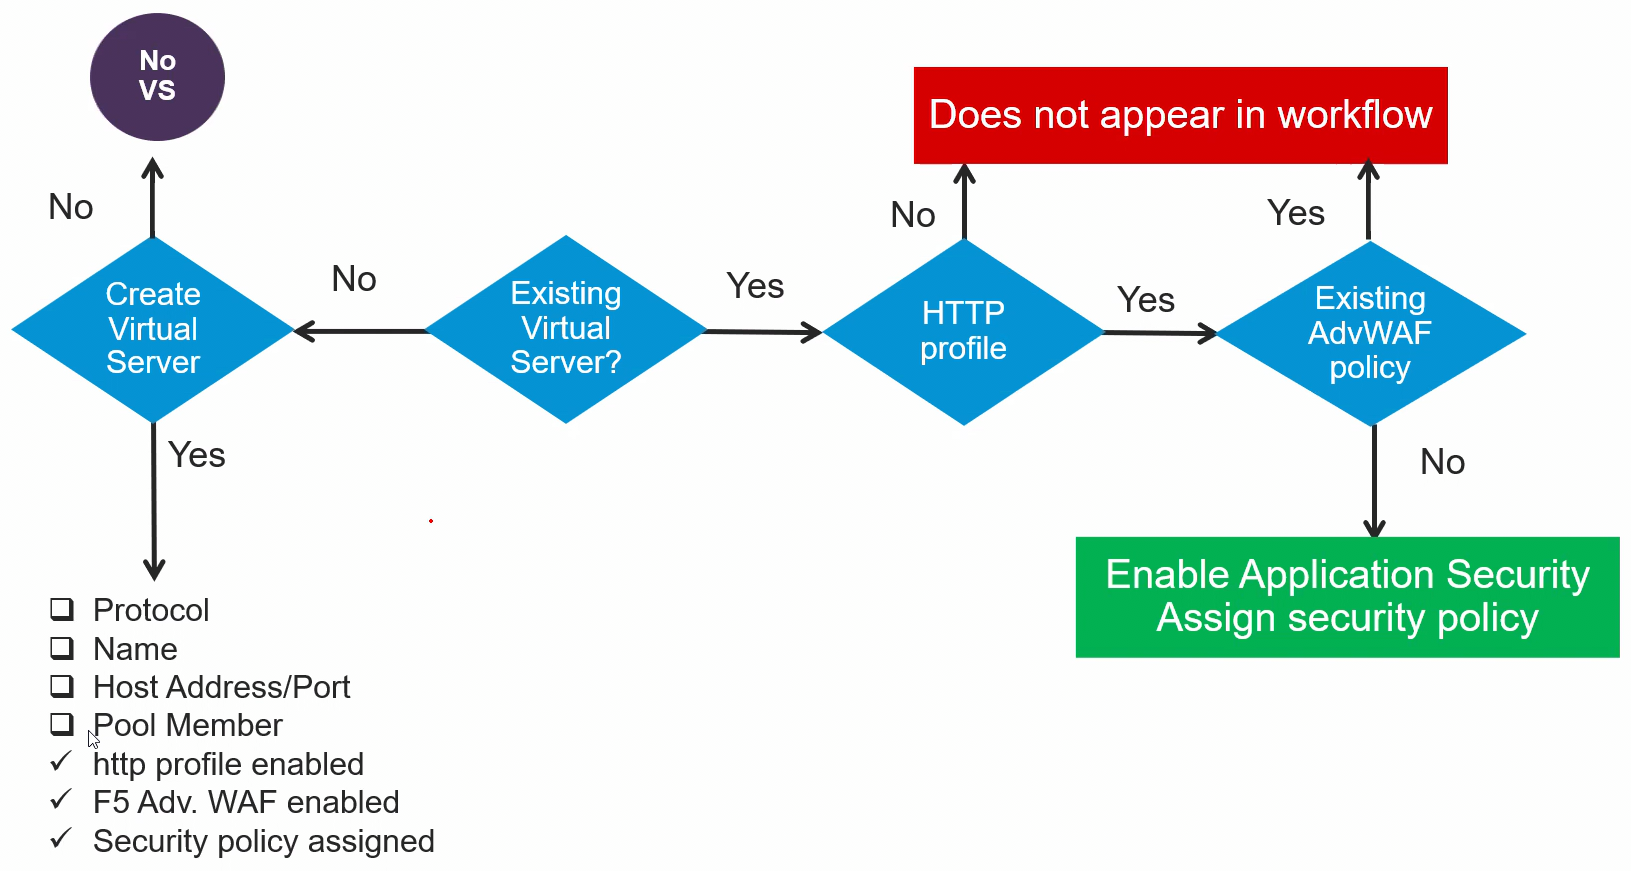 No
VS
Does not appear in workflow
No
No
Yes
No
Yes
Yes
Create
Virtual
Server
Existing
Virtual
Server?
HTTP
profile
Existing
AdvWAF
policy
Yes
No
Enable Application Security
Assign security policy
Protocol
Name
Host Address/Port
Pool Member
http profile enabled
F5 Adv. WAF enabled
Security policy assigned